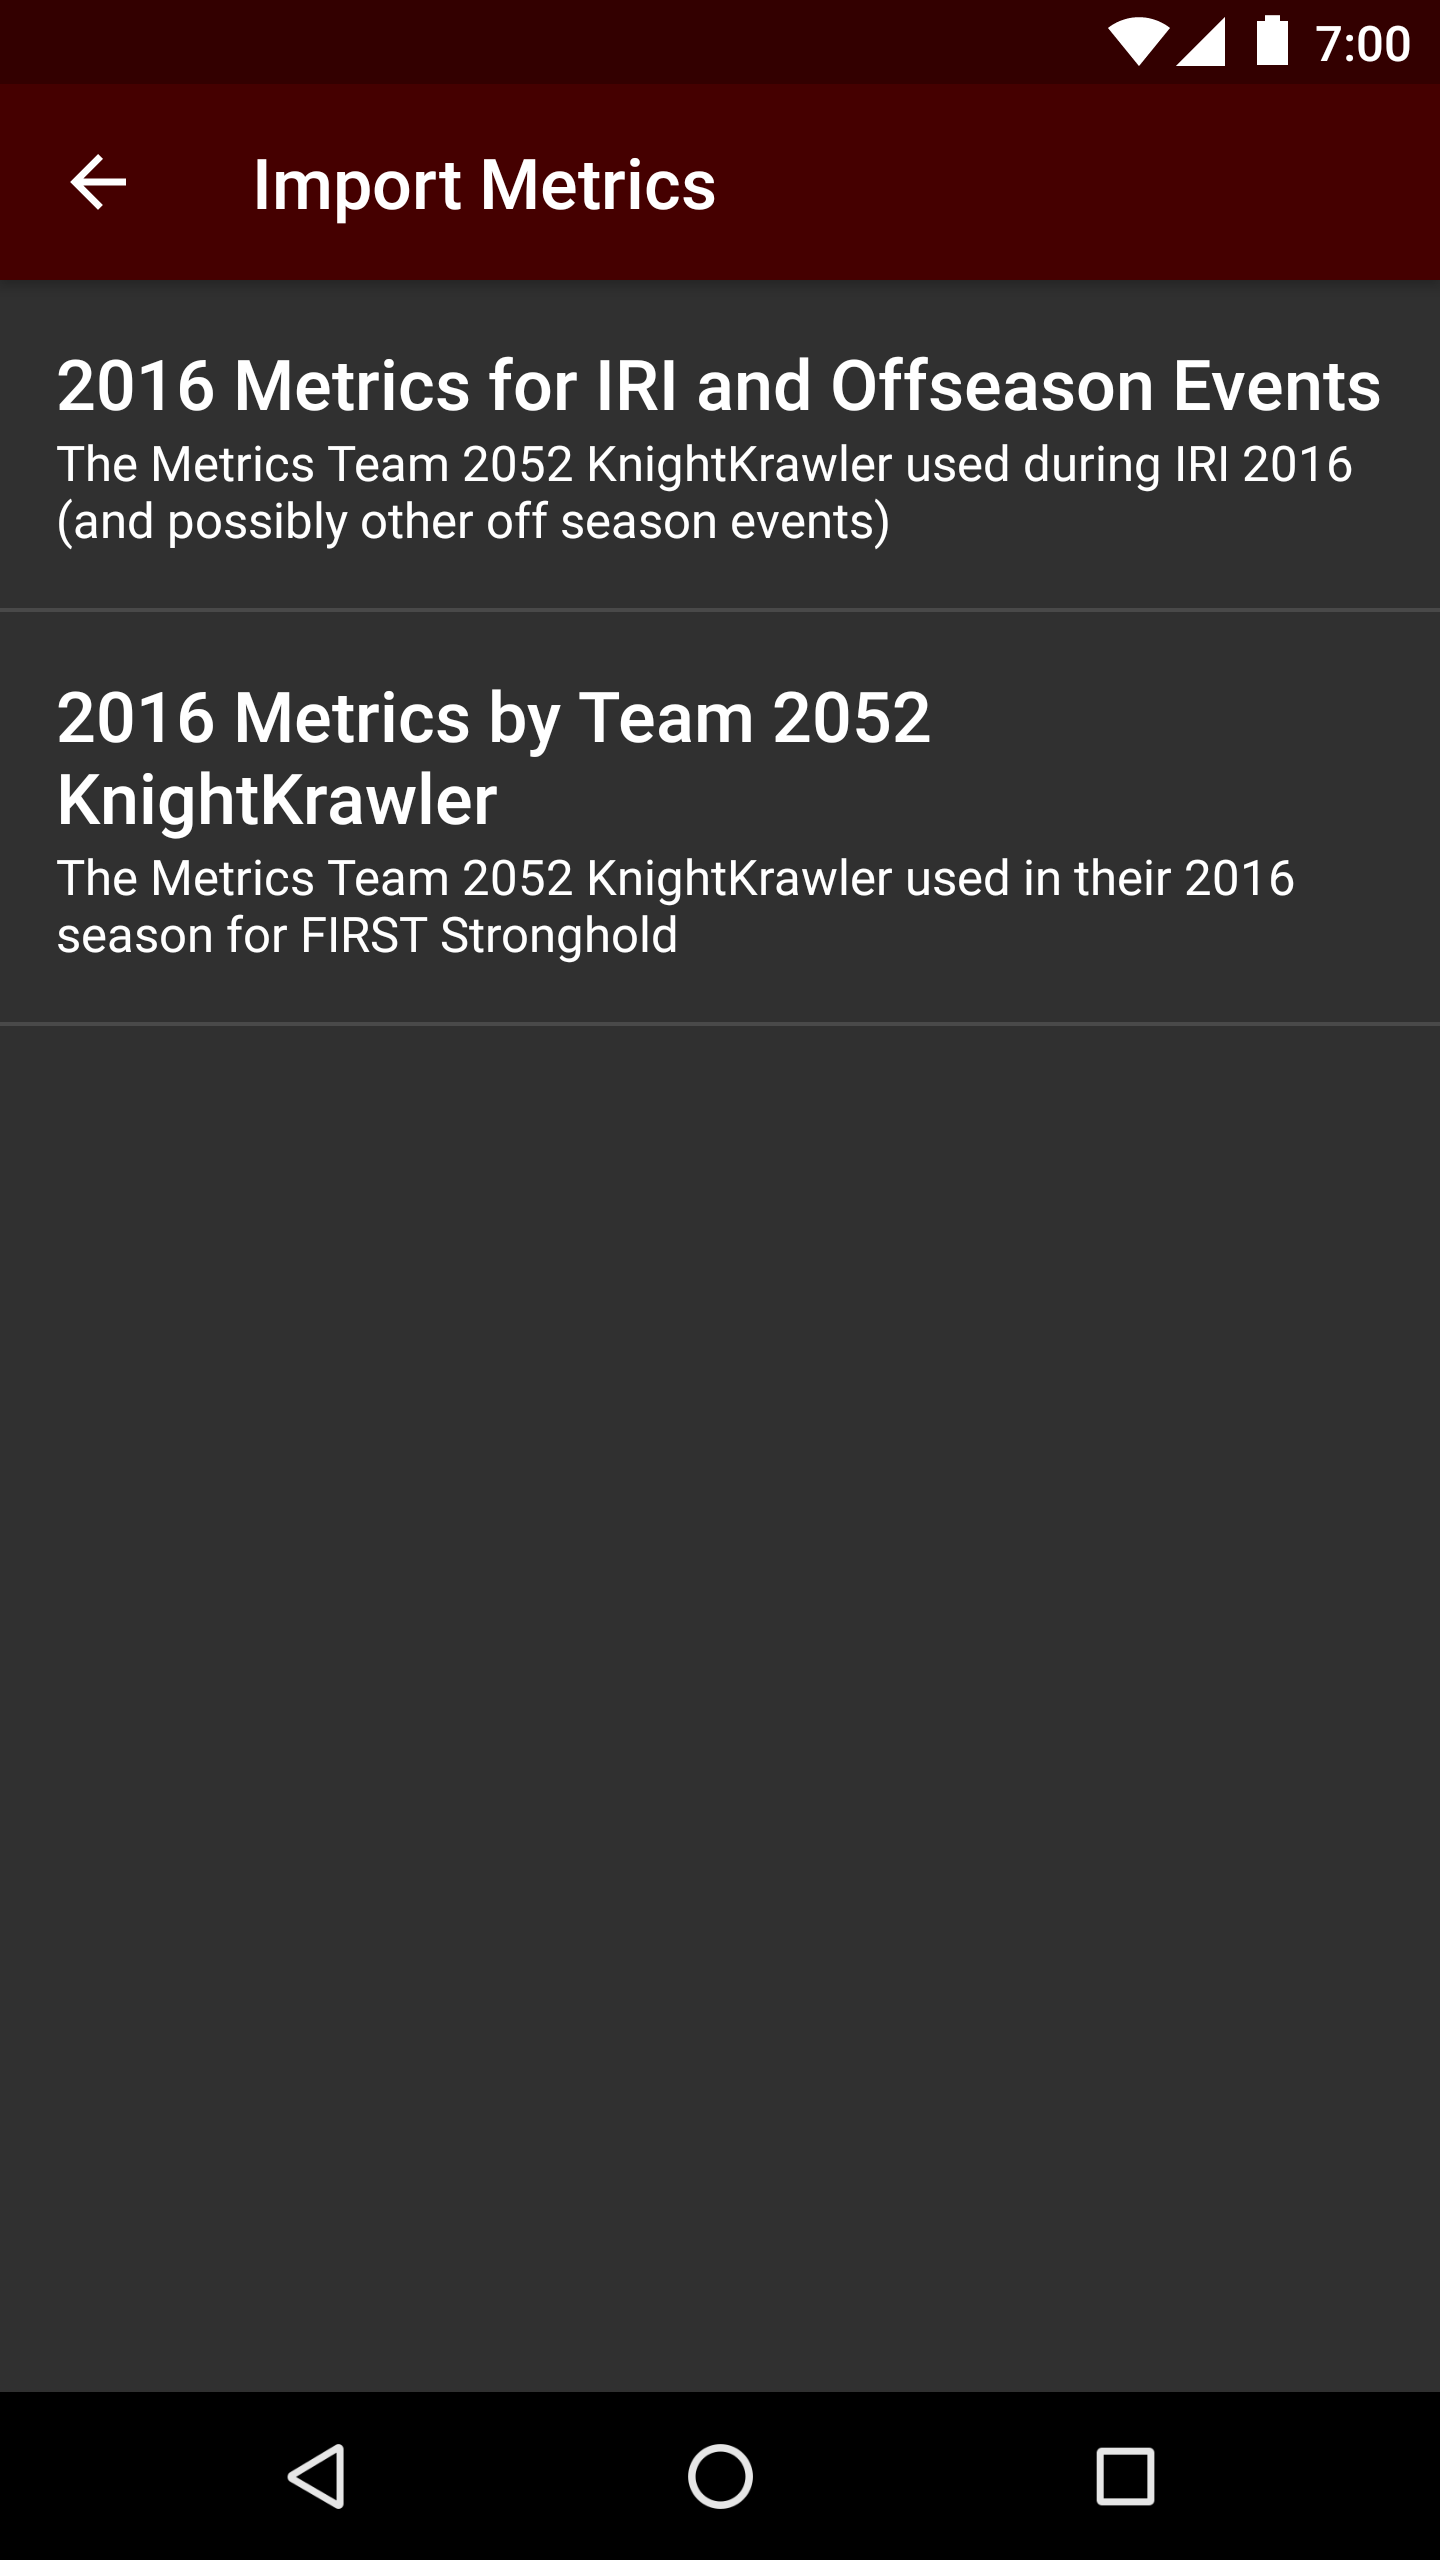 7:00
Import Metrics
2016 Metrics for IRI and Offseason Events
The Metrics Team 2052 KnightKrawler used during IRI 2016
(and possibly other off season events)
2016 Metrics by Team 2052
KnightKrawler
The Metrics Team 2052 KnightKrawler used in their 2016
season for FIRST Stronghold